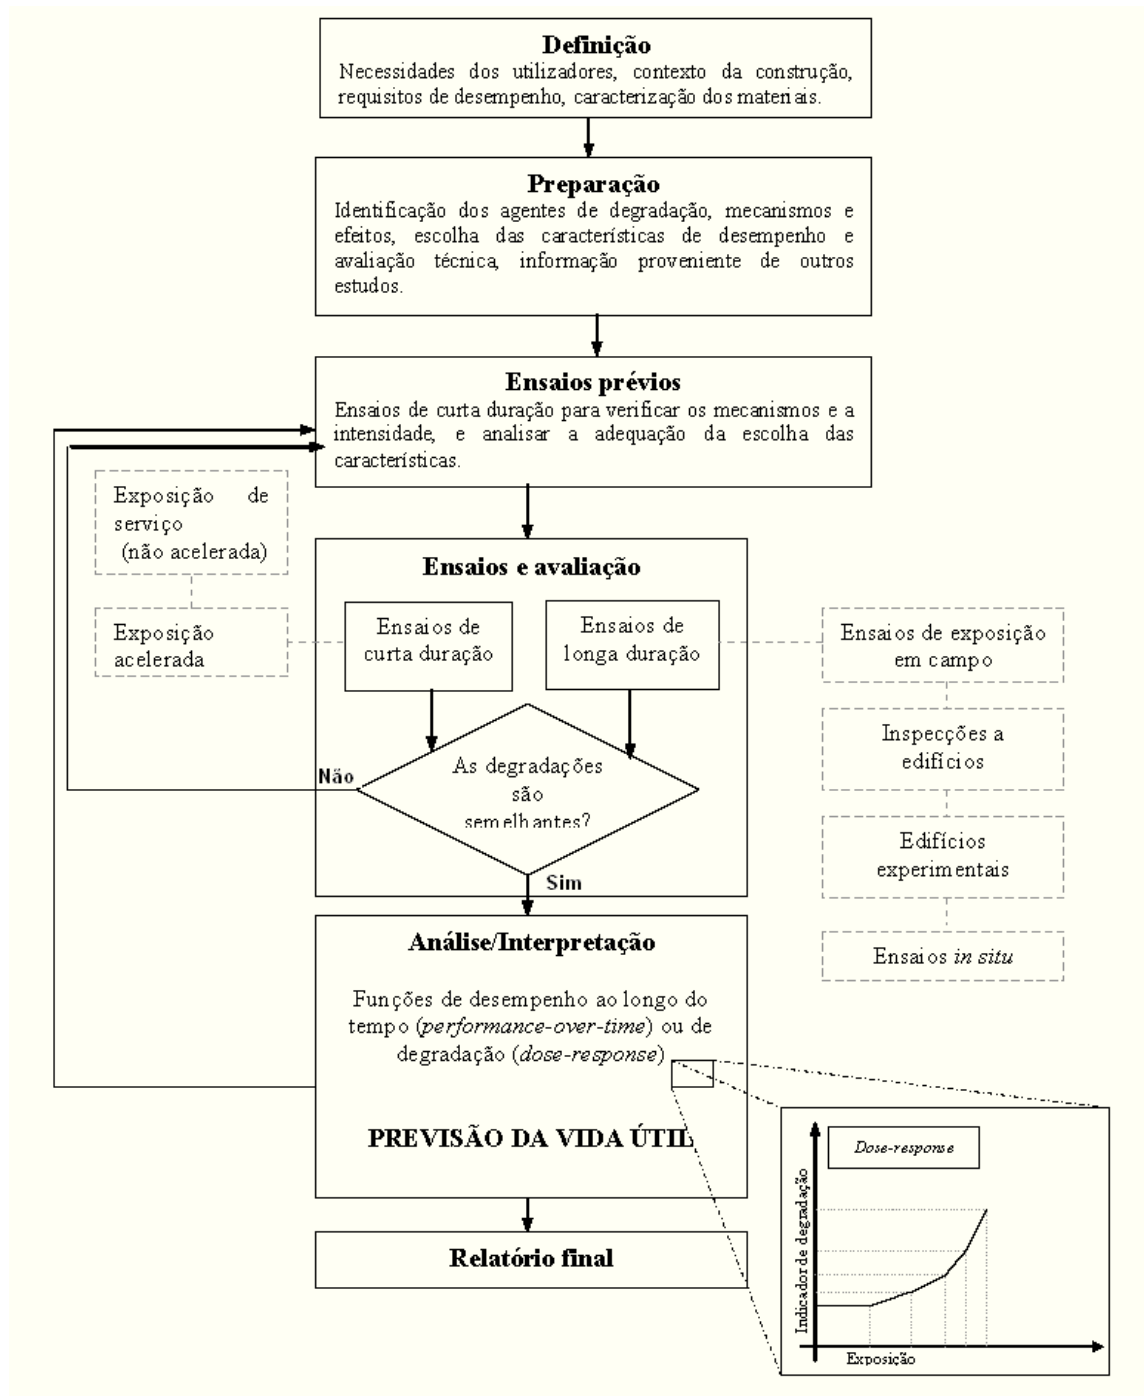 Definição
Necessidades dos utilizadores, contexto da construção,
requisitos de desempenho, caracterização dos materiais.
Preparação
Identificação dos agentes de degradação, mecanismos e
efeitos, escolha das características de desempenho e
avaliação técnica, informação proveniente de outros
estudos.
Ensaios prévios
Ensaios de curta duração para verificar os mecanismos e a
intensidade, e analisar a adequação da escolha das
características.
Exposição de
serviço
(não acelerada)
Exposição
acelerada
Ensaios e avaliação
Ensaios de
curta duração
Ensaios de
longa duração
Ensaios de exposição
em campo
Inspecções a
edifícios
Edifícios
experimentais
Ensaios in situ
As degradações
são
semelhantes?
Não
Sim
Análise/Interpretação
Funções de desempenho ao longo do
tempo (performance-over-time) ou de
degradação (dose-response)
PREVISÃO DA VIDA ÚTIL
Relatório final
Dose-response
Indicador de degradação
Exposição